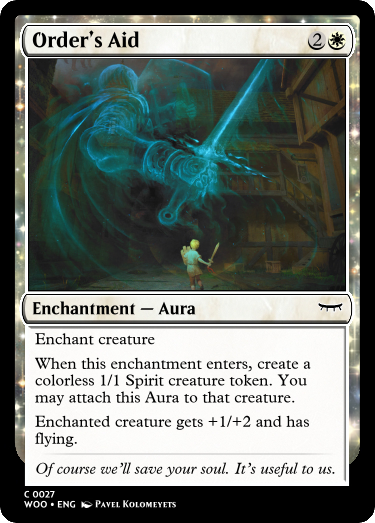 Order's Aid 2
Enchantment — Aura
Enchant creature
When this enchantment enters, create a
colorless 1/1 Spirit creature token. You
may attach this Aura to that creature.
Enchanted creature gets +1/+2 and has
flying.
Of course we'll save your soul. It's useful to us.
C 0027
WOO • ENG Pavel Kolomeyets